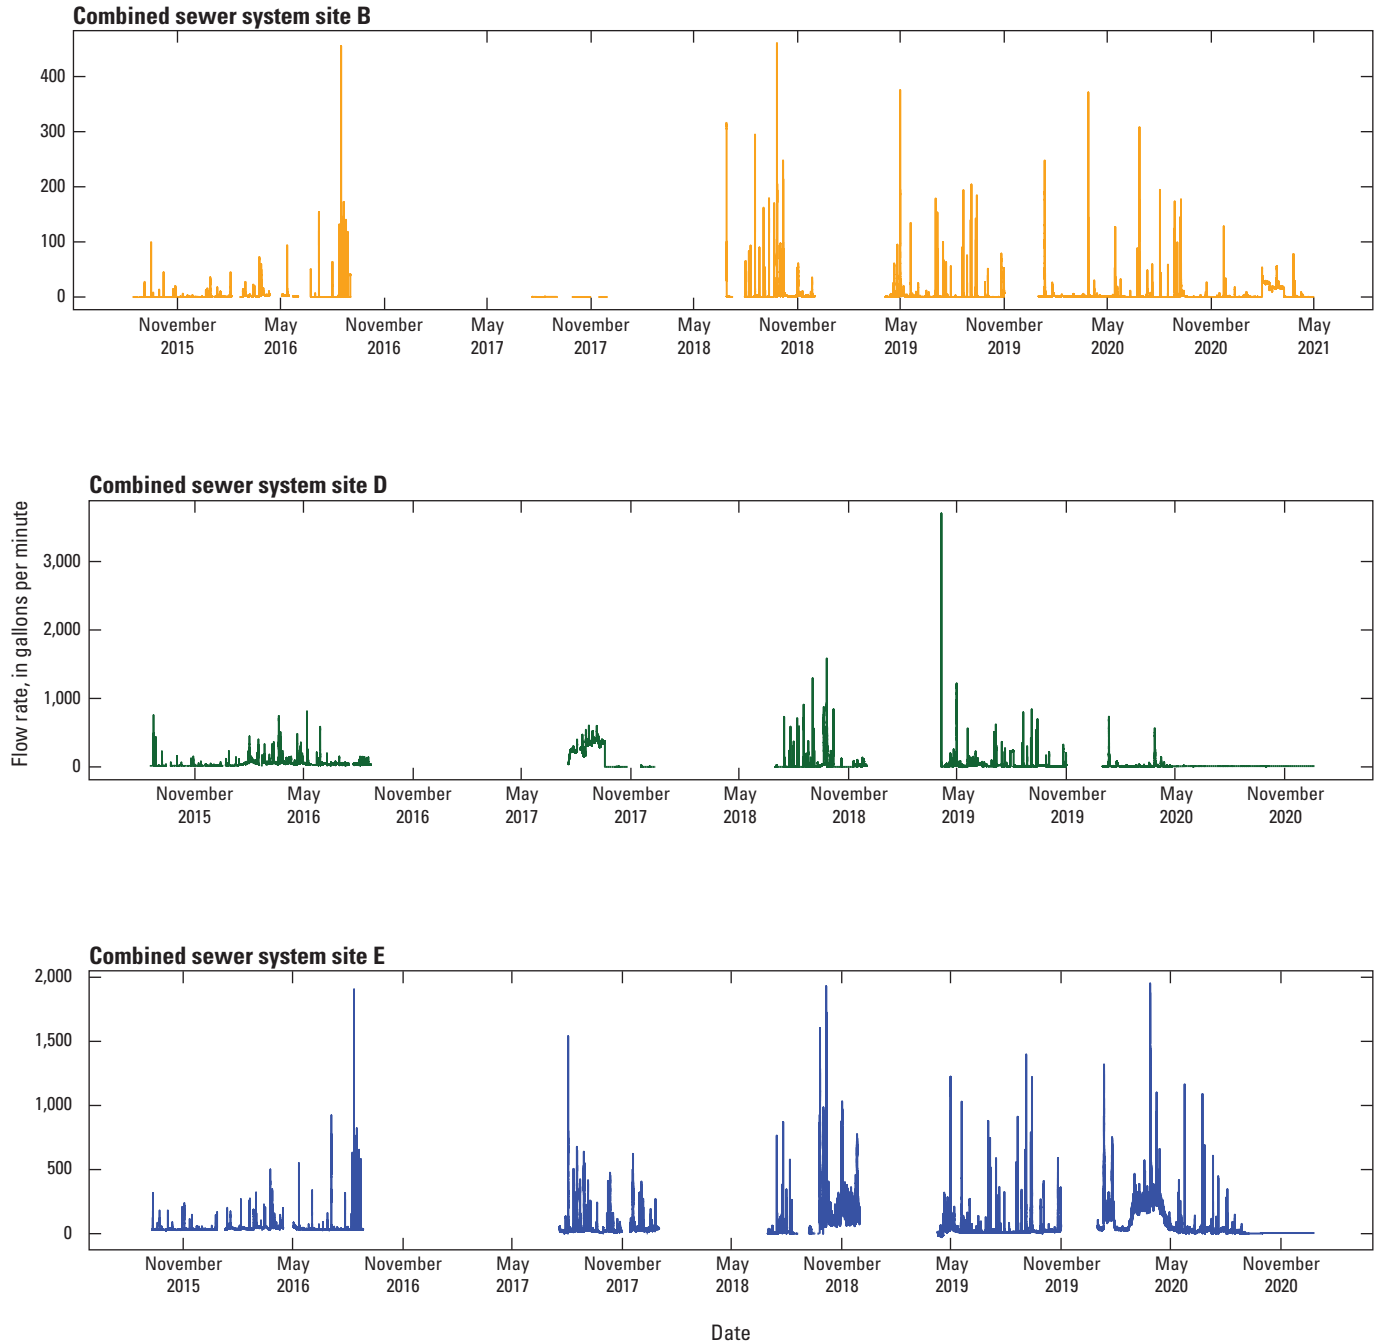 Combined sewer system site B
400
300
200
100
0
November May November May November May November May November May November May
2015 2016 2016 2017 2017 2018 2018 2019 2019 2020 2020 2021
Combined sewer system site D
Flow rate, in gallons per minute
3,000
2,000
1,000
0
November May November May November May November May November May November
2015 2016 2016 2017 2017 2018 2018 2019 2019 2020 2020
Combined sewer system site E
2,000
1,500
1,000
500
0
November May November May November May November May November May November
2015 2016 2016 2017 2017 2018 2018 2019 2019 2020 2020
Date